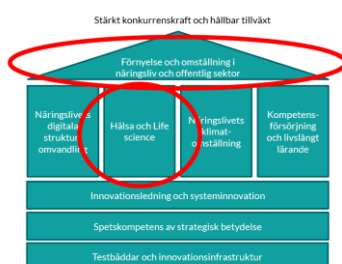 Stärkt konkurrenskraft och hållbar tillväxt
Förnyelse och omställning i
näringsliv och offentlig sektor
Näringslivets
digitala
struktur
omvandling
Hälsa och Life
science
Näringslivets
klimat-
omställning
Kompetens-
försörjning
och livslångt
lärande
Innovationsledning och systeminnovation
Spetskompetens av strategisk betydelse
Testbäddar och innovationsinfrastruktur